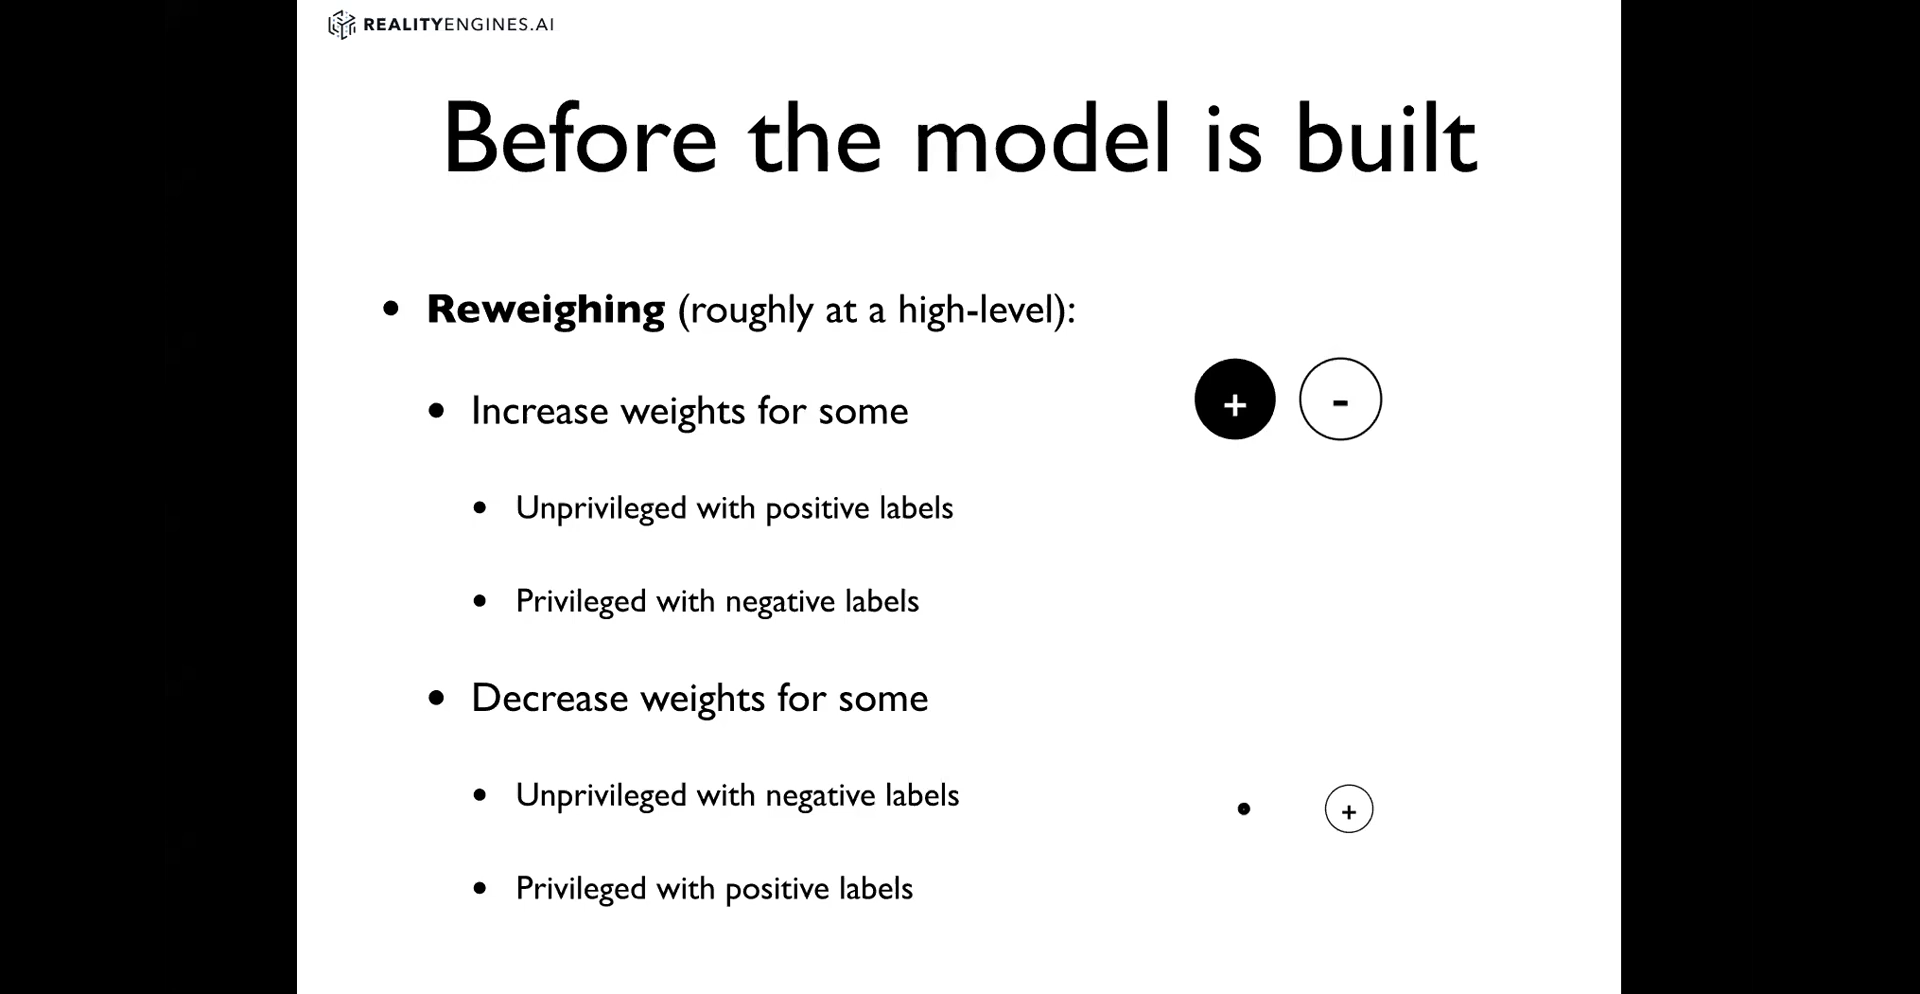 REALITYENGINES.AI
Before the model is built
• Reweighing (roughly at a high-level):
• Increase weights for some
+ -
• Unprivileged with positive labels
• Privileged with negative labels
• Decrease weights for some
• Unprivileged with negative labels
+
• Privileged with positive labels